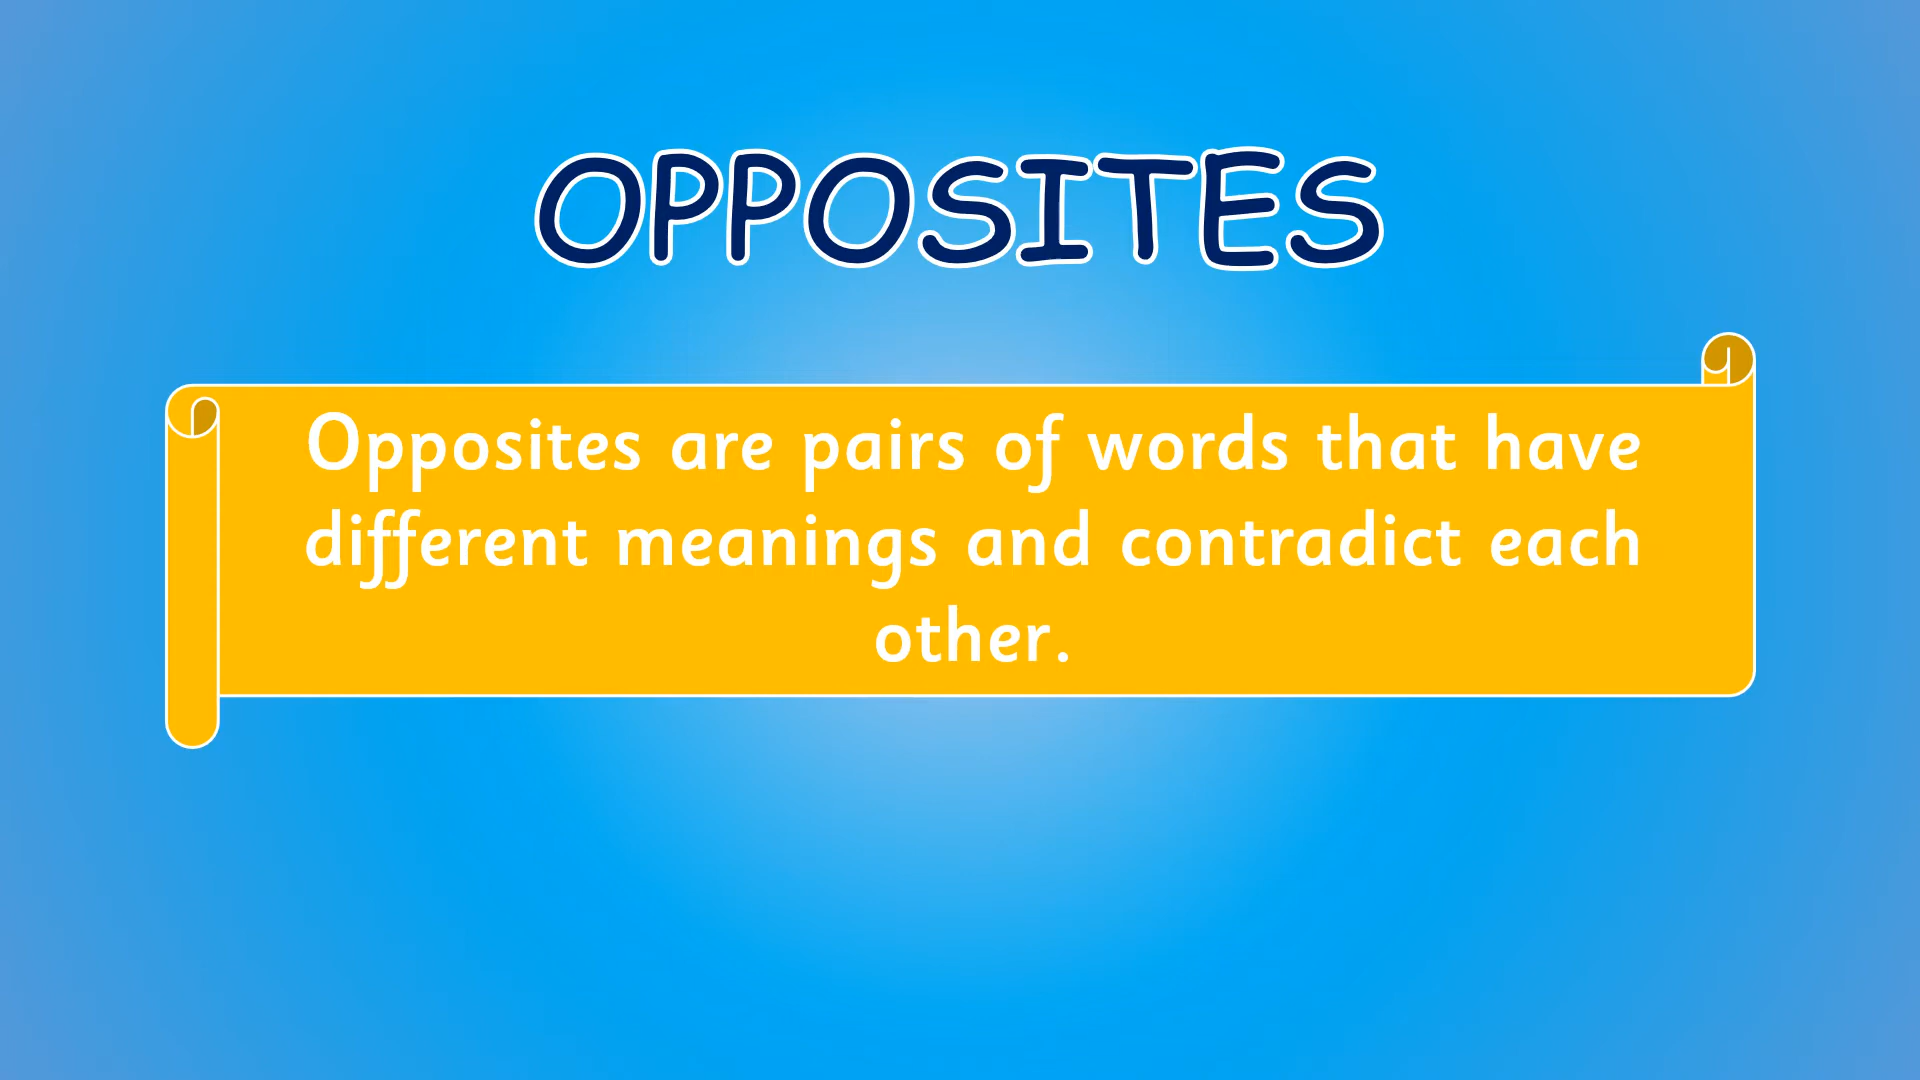 OPPOSITES
Opposites are pairs of words that have
different meanings and contradict each
other.